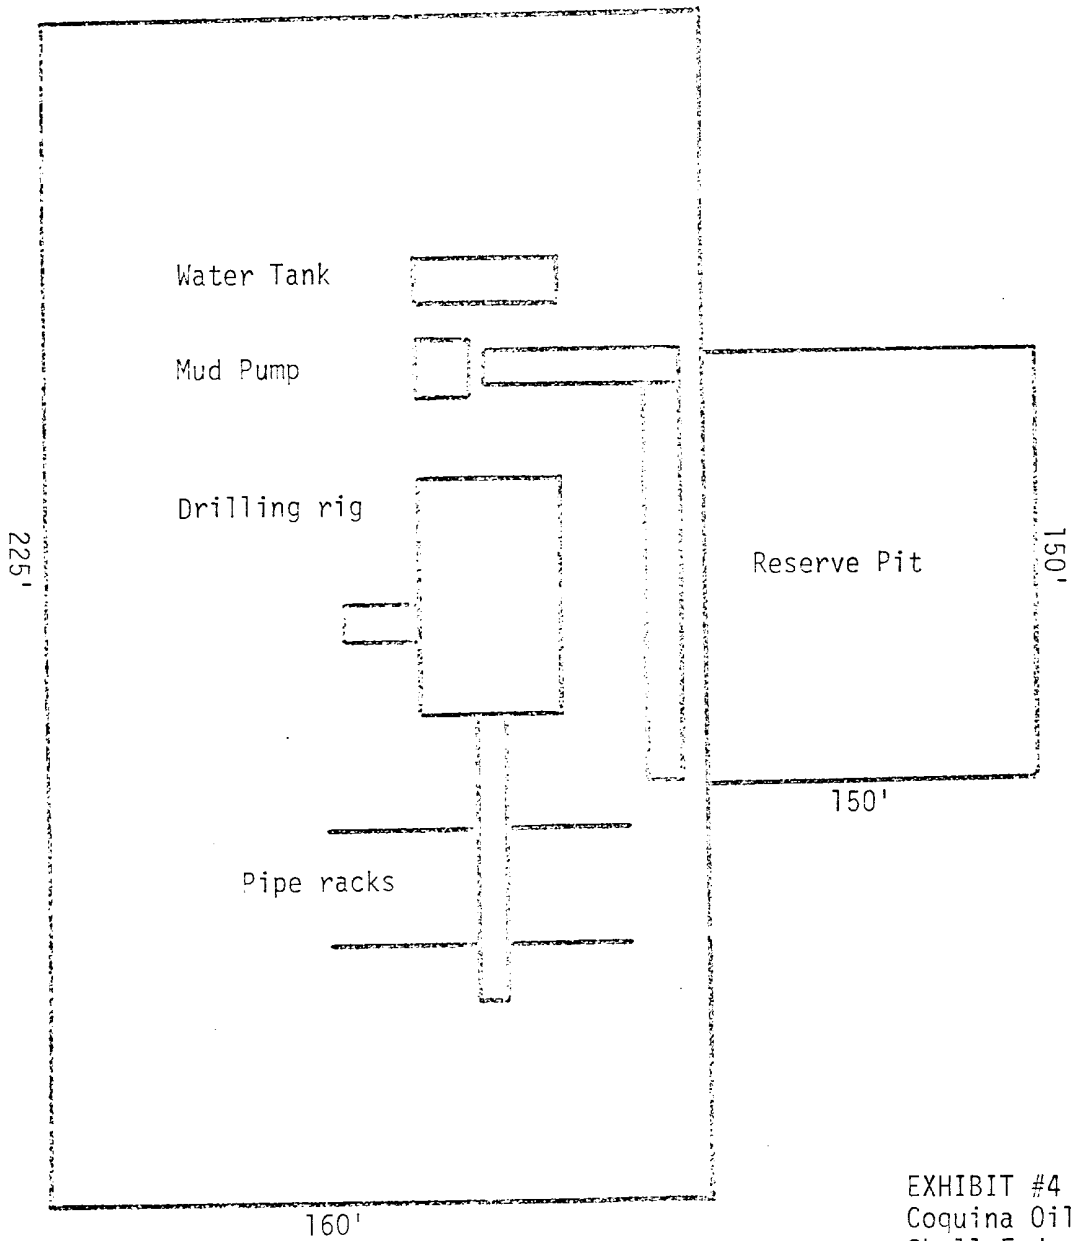 Water Tank
Mud Pump
Drilling rig
225'
Reserve Pit
150'
150'
Pipe racks
160'
EXHIBIT #4
Coquina Oil